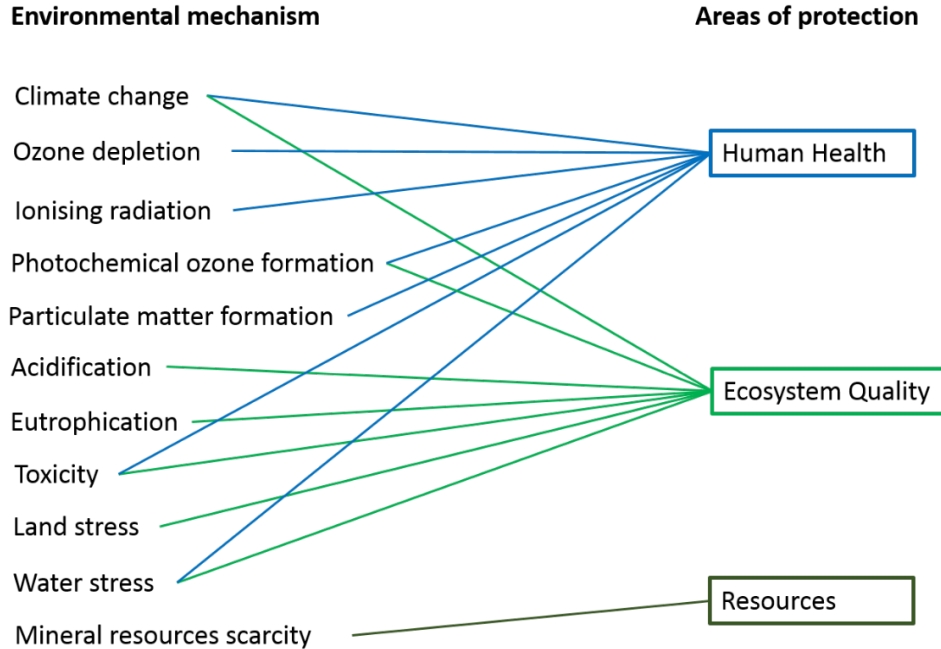 Environmental mechanism
Areas of protection
Climate change
Ozone depletion
Human Health
Ionising radiation
Photochemical ozone formation
Particulate matter formation
Acidification
Ecosystem Quality
Eutrophication
Toxicity
Land stress
Water stress
Resources
Mineral resources scarcity